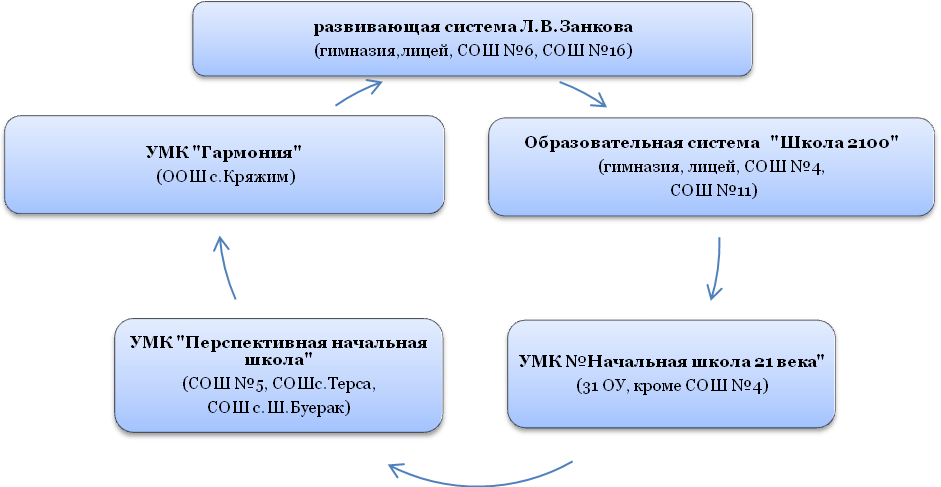 развивающая система Л.В.Занкова
(гимназия,лицей, СОШ №6, СОШ №16)
Образовательная система "Школа 2100"
(гимназия, лицей, СОШ №4,
СОШ №11)
УМК №Начальная школа 21 века"
(31 ОУ, кроме СОШ №4)
УМК "Перспективная начальная
школа"
(СОШ №5, СОШс.Терса,
СОШ с. Ш.Буерак)
УМК "Гармония"
(ООШ с.Кряжим)